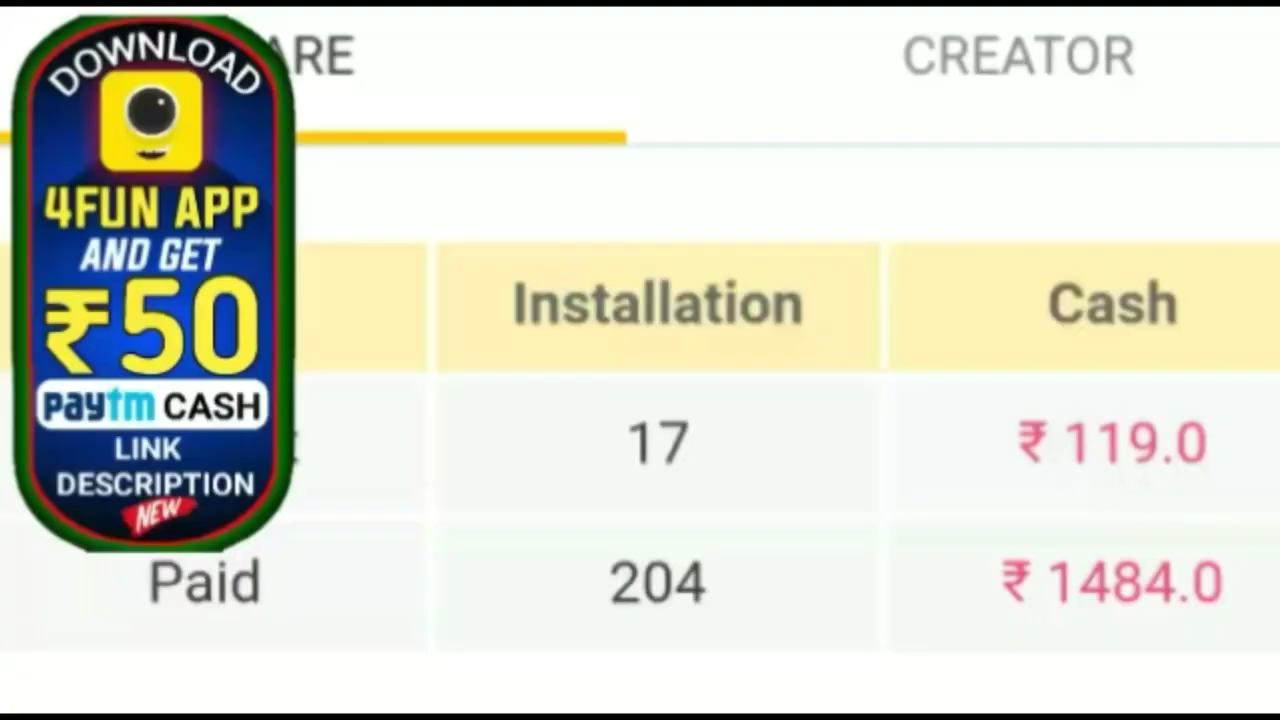 DOWNLOAD
4FUN APP
AND GET
₹50
paytm CASH
LINK
DESCRIPTION
NEW
CREATOR
Installation
Cash
17
₹ 119.0
Paid
204
₹ 1484.0